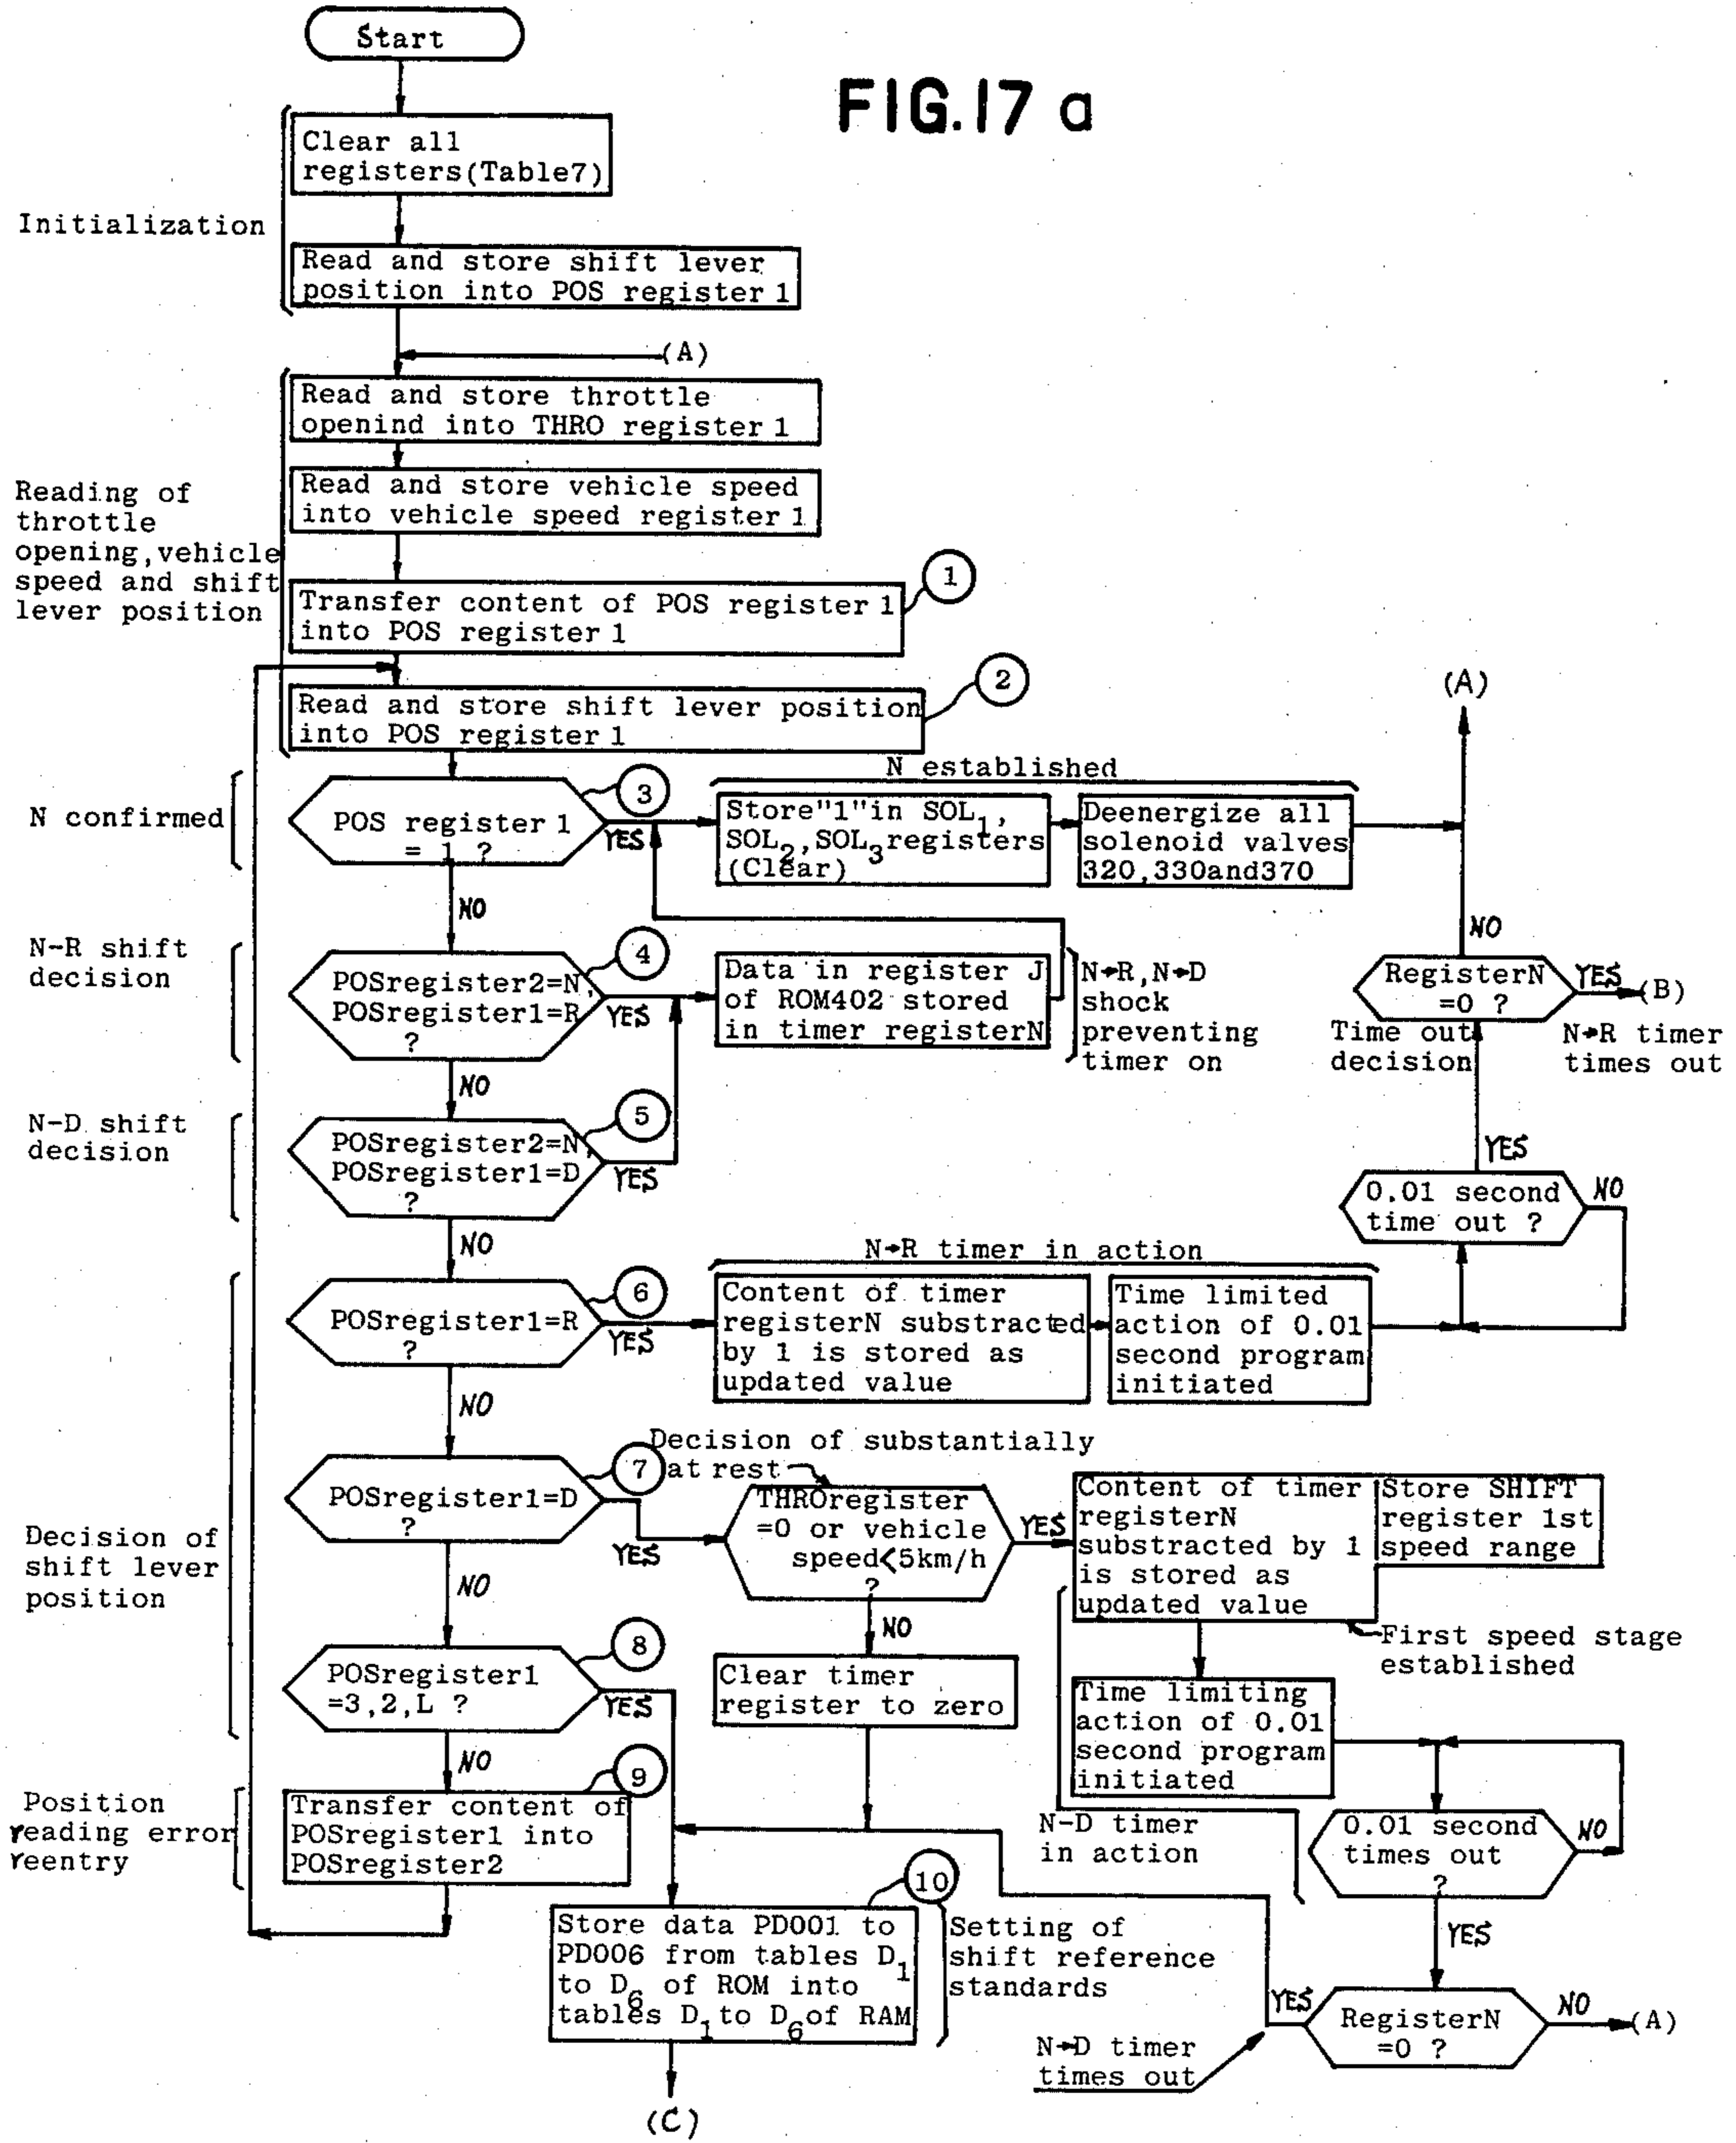 Start
FIG.17 a
Clear all
registers(Table7)
Initialization
Read and store shift lever
position into POS register 1
(A)
Read and store throttle
openind into THRO register 1
Reading of
throttle
opening,vehicle
speed and shift
lever position
Read and store vehicle speed
into vehicle speed register 1
1
Transfer content of POS register 1
into POS register 1
2
Read and store shift lever position
into POS register 1
(A)
N confirmed
3
POS register 1
= 1 ?
YES
N established
Store"1"in SOL1,
SOL2,SOL3registers
(Clear)
Deenergize all
solenoid valves
320,330and370
NO
N-R shift
decision
4
POSregister2=N,
POSregister1=R
?
YES
Data in register J
of ROM402 stored
in timer registerN
N→R,N→D
shock
preventing
timer on
NO
RegisterN
=0 ?
YES
(B)
Time out
decision
N→R timer
times out
NO
N-D shift
decision
5
POSregister2=N,
POSregister1=D
?
YES
YES
0.01 second
time out ?
NO
NO
6
POSregister1=R
?
YES
N→R timer in action
Content of timer
registerN substracted
by 1 is stored as
updated value
Time limited
action of 0.01
second program
initiated
NO
Decision of
shift lever
position
7
POSregister1=D
?
YES
Decision of substantially
at rest
THROregister
=0 or vehicle
speed<5km/h
?
YES
Content of timer
registerN
substracted by 1
is stored as
updated value
Store SHIFT
register 1st
speed range
First speed stage
established
NO
NO
8
POSregister1
=3,2,L ?
YES
Clear timer
register to zero
Time limiting
action of 0.01
second program
initiated
NO
Position
reading error
reentry
9
Transfer content of
POSregister1 into
POSregister2
N-D timer
in action
0.01 second
times out
?
NO
YES
10
Store data PD001 to
PD006 from tables D1
to D6 of ROM into
tables D1 to D6of RAM
Setting of
shift reference
standards
YES
RegisterN
=0 ?
NO
(A)
N→D timer
times out
(C)